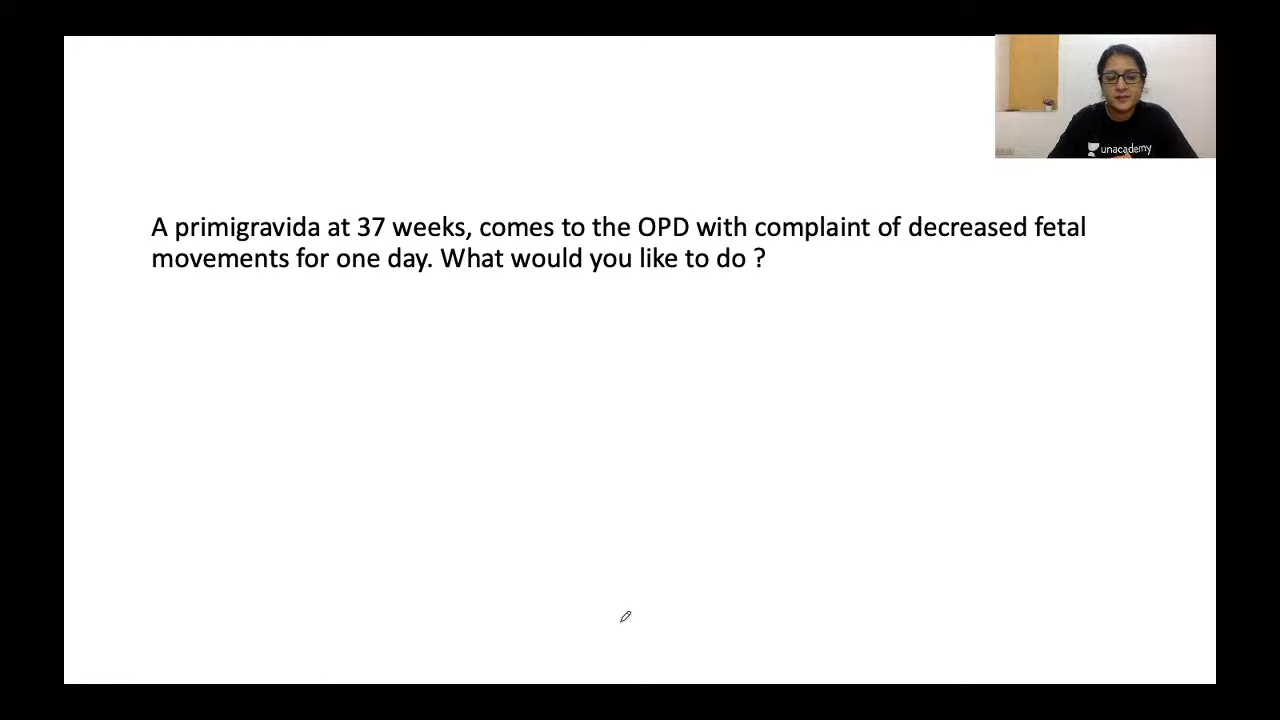 unacademy
A primigravida at 37 weeks, comes to the OPD with complaint of decreased fetal
movements for one day. What would you like to do ?